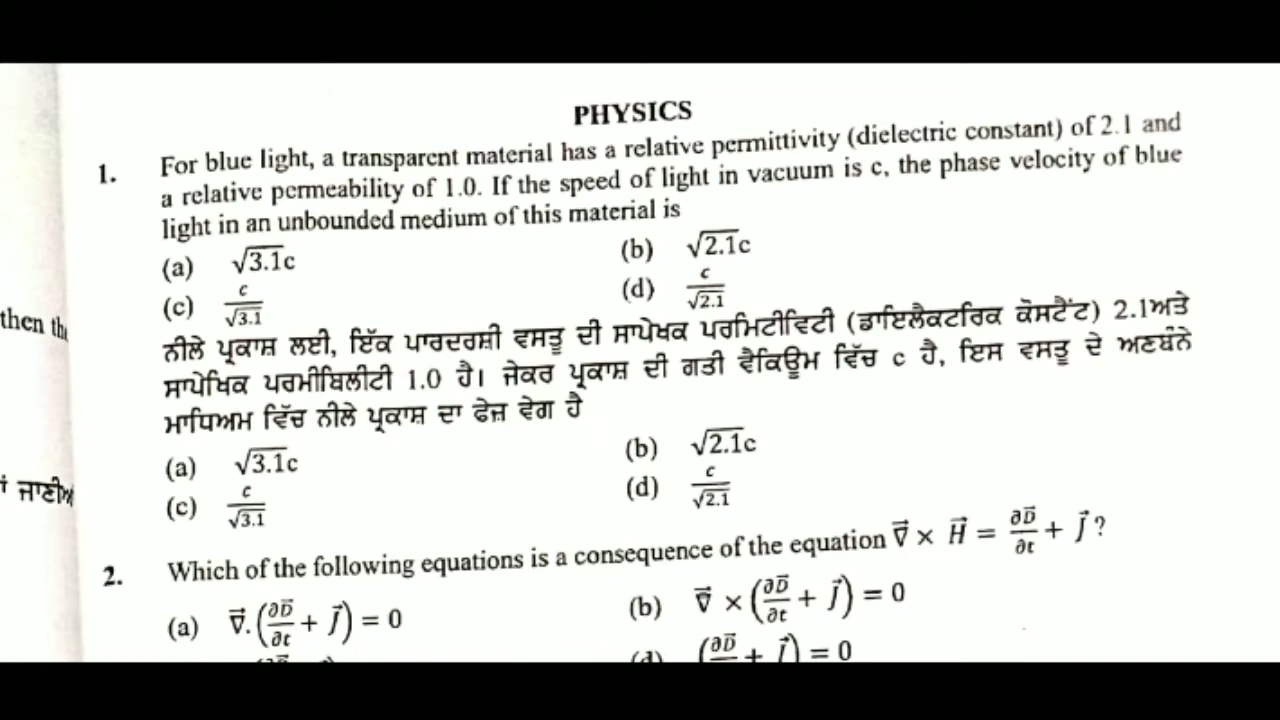 PHYSICS
1. For blue light, a transparent material has a relative permittivity (dielectric constant) of 2.1 and
a relative permeability of 1.0. If the speed of light in vacuum is c, the phase velocity of blue
light in an unbounded medium of this material is
(a) √3.1c (b) √2.1c
(c) c/√3.1 (d) c/√2.1
then the
ਨੀਲੇ ਪ੍ਰਕਾਸ਼ ਲਈ, ਇੱਕ ਪਾਰਦਰਸ਼ੀ ਵਸਤੂ ਦੀ ਸਾਪੇਖਕ ਪਰਮਿਟੀਵਿਟੀ (ਡਾਇਲੈਕਟਰਿਕ ਕੋਸਟੈਂਟ) 2.1ਅਤੇ
ਸਾਪੇਖਿਕ ਪਰਮੀਬਿਲੀਟੀ 1.0 ਹੈ। ਜੇਕਰ ਪ੍ਰਕਾਸ਼ ਦੀ ਗਤੀ ਵੈਕਿਊਮ ਵਿੱਚ c ਹੈ, ਇਸ ਵਸਤੂ ਦੇ ਅਣਬੰਨੇ
ਮਾਧਿਅਮ ਵਿੱਚ ਨੀਲੇ ਪ੍ਰਕਾਸ਼ ਦਾ ਫੇਜ਼ ਵੇਗ ਹੈ
(a) √3.1c (b) √2.1c
(c) c/√3.1 (d) c/√2.1
2. Which of the following equations is a consequence of the equation ∇⃗ × H⃗ = ∂D⃗/∂t + J⃗ ?
(a) ∇⃗.(∂D⃗/∂t + J⃗) = 0 (b) ∇⃗ × (∂D⃗/∂t + J⃗) = 0